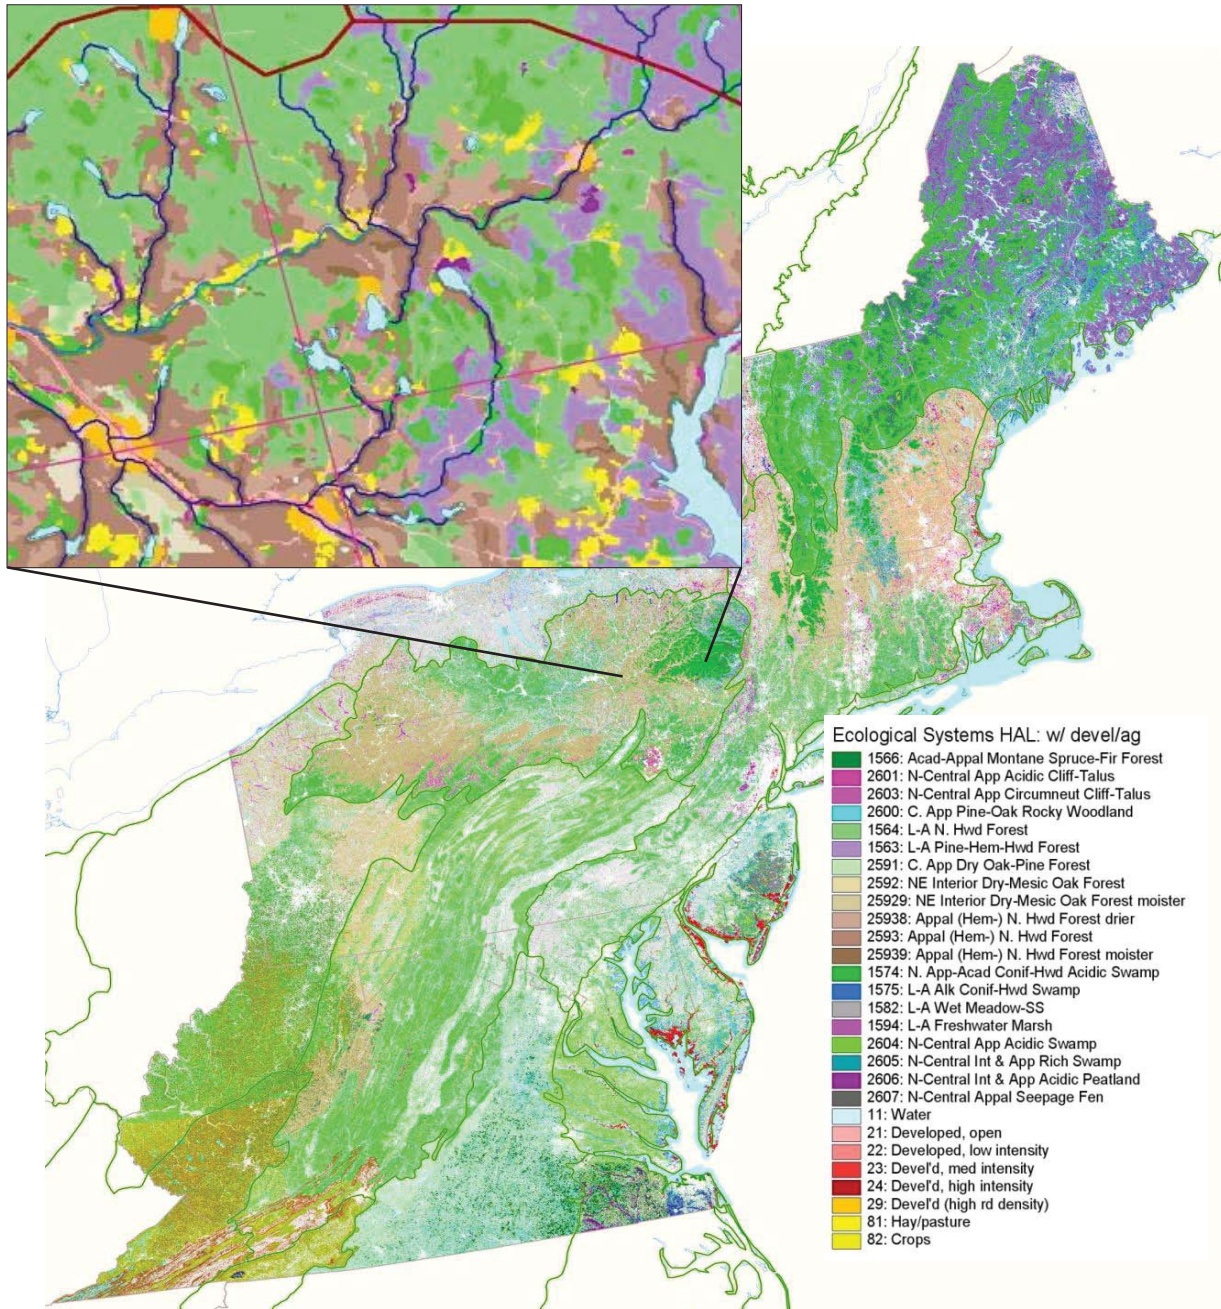 Ecological Systems HAL: w/ devel/ag
1566: Acad-Appal Montane Spruce-Fir Forest
2601: N-Central App Acidic Cliff-Talus
2603: N-Central App Circumneut Cliff-Talus
2600: C. App Pine-Oak Rocky Woodland
1564: L-A N. Hwd Forest
1563: L-A Pine-Hem-Hwd Forest
2591: C. App Dry Oak-Pine Forest
2592: NE Interior Dry-Mesic Oak Forest
25929: NE Interior Dry-Mesic Oak Forest moister
25938: Appal (Hem-) N. Hwd Forest drier
2593: Appal (Hem-) N. Hwd Forest
25939: Appal (Hem-) N. Hwd Forest moister
1574: N. App-Acad Conif-Hwd Acidic Swamp
1575: L-A Alk Conif-Hwd Swamp
1582: L-A Wet Meadow-SS
1594: L-A Freshwater Marsh
2604: N-Central App Acidic Swamp
2605: N-Central Int & App Rich Swamp
2606: N-Central Int & App Acidic Peatland
2607: N-Central Appal Seepage Fen
11: Water
21: Developed, open
22: Developed, low intensity
23: Devel'd, med intensity
24: Devel'd, high intensity
29: Devel'd (high rd density)
81: Hay/pasture
82: Crops